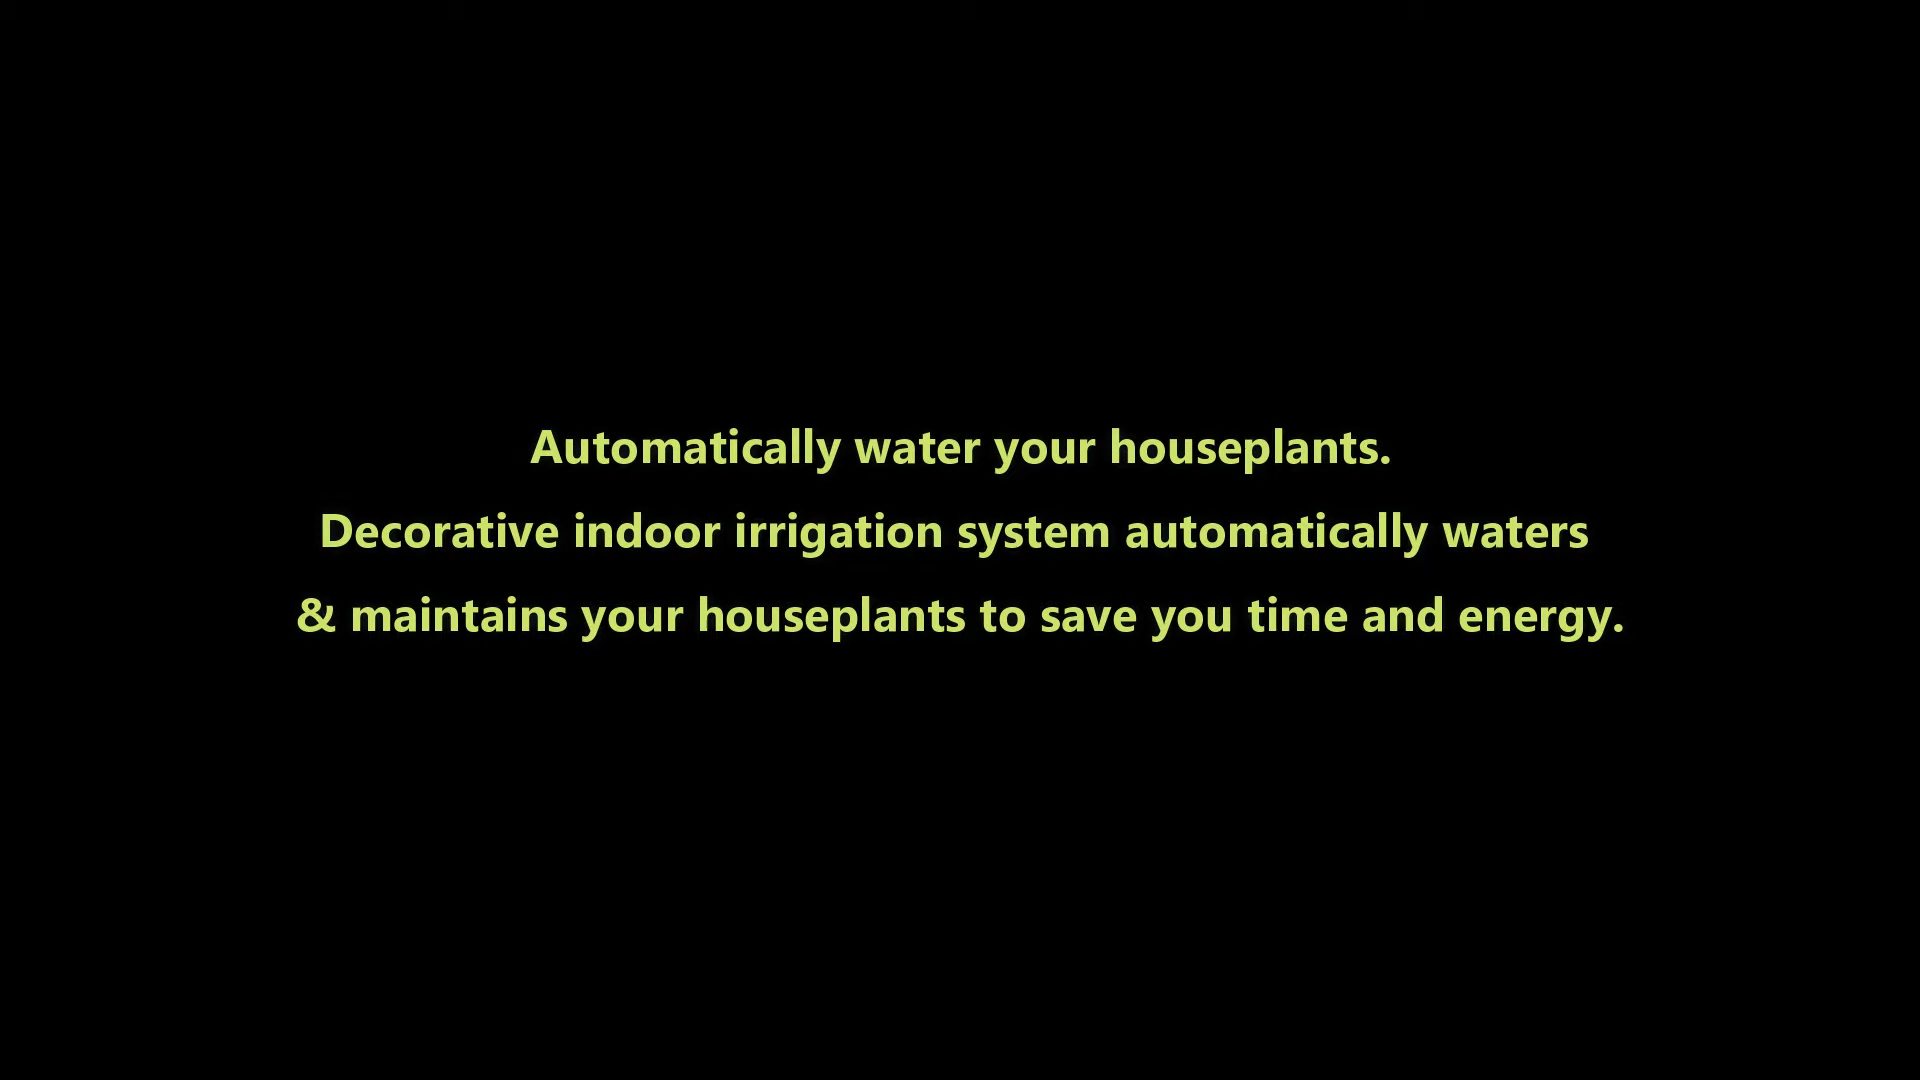 Automatically water your houseplants.
Decorative indoor irrigation system automatically waters
& maintains your houseplants to save you time and energy.